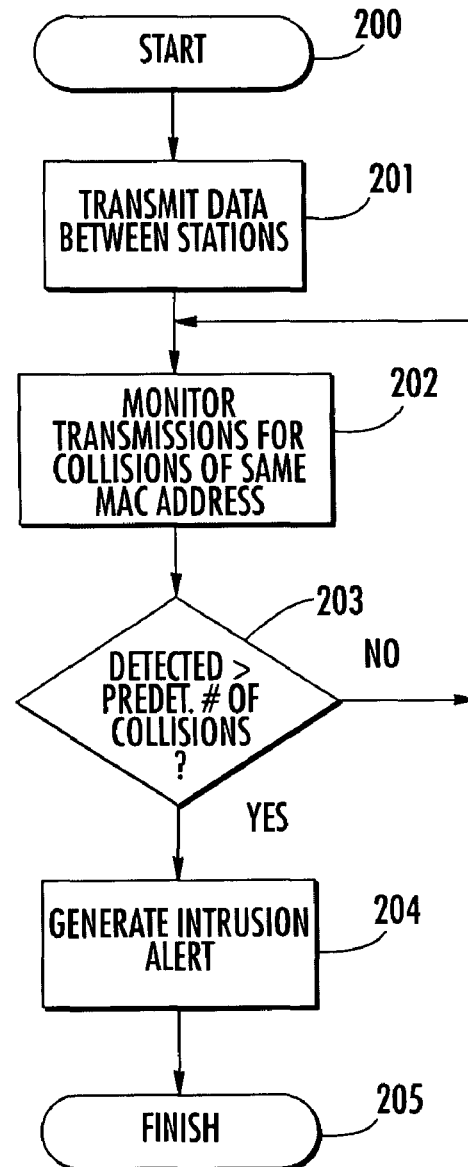 START
200
201
TRANSMIT DATA
BETWEEN STATIONS
202
MONITOR
TRANSMISSIONS FOR
COLLISIONS OF SAME
MAC ADDRESS
203
NO
DETECTED >
PREDET. # OF
COLLISIONS
?
YES
204
GENERATE INTRUSION
ALERT
205
FINISH